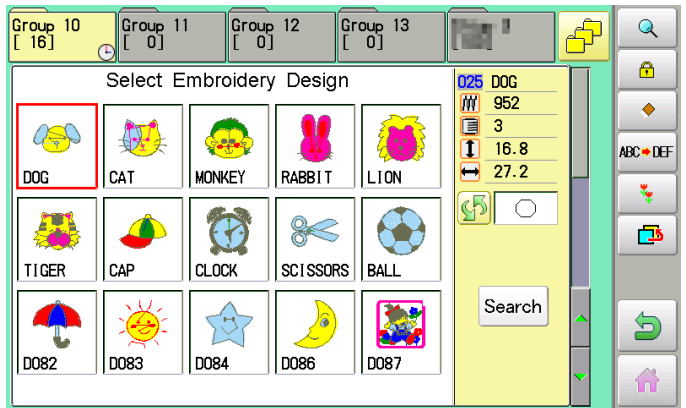 Group 10
[ 16]
Group 11
[ 0]
Group 12
[ 0]
Group 13
[ 0]
Select Embroidery Design
025 DOG
952
3
16.8
27.2
DOG
CAT
MONKEY
RABBIT
LION
TIGER
CAP
CLOCK
SCISSORS
BALL
D082
D083
D084
D086
D087
Search
ABC DEF